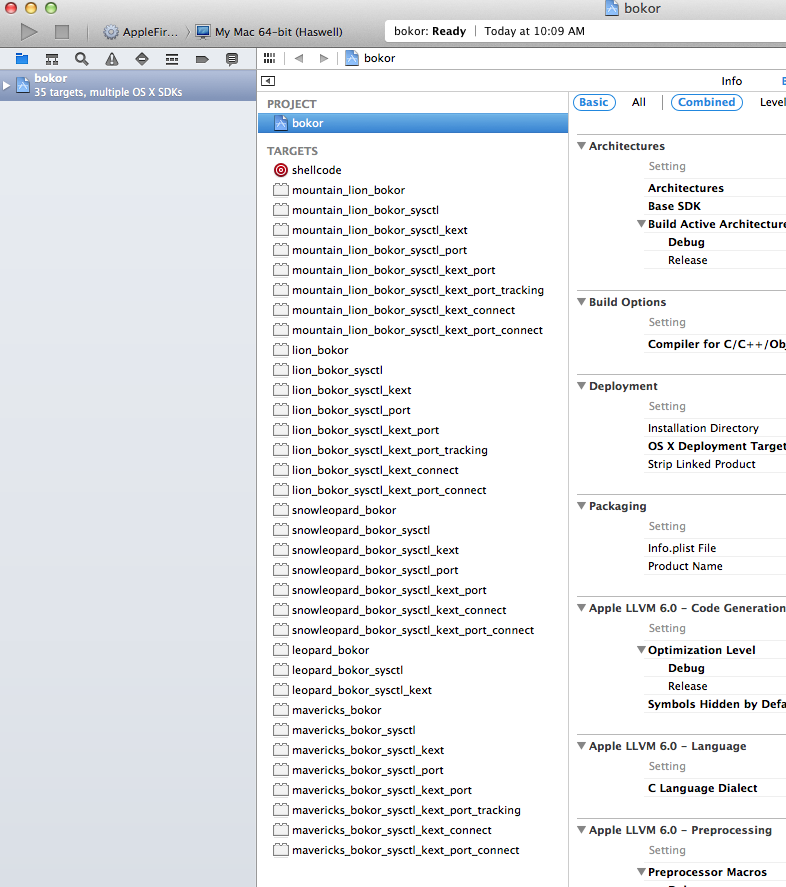 bokor
AppleFir...
My Mac 64-bit (Haswell)
bokor: Ready
Today at 10:09 AM
bokor
bokor
35 targets, multiple OS X SDKs
Info
PROJECT
bokor
Basic
All
Combined
Level
TARGETS
shellcode
mountain_lion_bokor
mountain_lion_bokor_sysctl
mountain_lion_bokor_sysctl_kext
mountain_lion_bokor_sysctl_port
mountain_lion_bokor_sysctl_kext_port
mountain_lion_bokor_sysctl_kext_port_tracking
mountain_lion_bokor_sysctl_kext_connect
mountain_lion_bokor_sysctl_kext_port_connect
lion_bokor
lion_bokor_sysctl
lion_bokor_sysctl_kext
lion_bokor_sysctl_port
lion_bokor_sysctl_kext_port
lion_bokor_sysctl_kext_port_tracking
lion_bokor_sysctl_kext_connect
lion_bokor_sysctl_kext_port_connect
snowleopard_bokor
snowleopard_bokor_sysctl
snowleopard_bokor_sysctl_kext
snowleopard_bokor_sysctl_port
snowleopard_bokor_sysctl_kext_port
snowleopard_bokor_sysctl_kext_connect
snowleopard_bokor_sysctl_kext_port_connect
leopard_bokor
leopard_bokor_sysctl
leopard_bokor_sysctl_kext
mavericks_bokor
mavericks_bokor_sysctl
mavericks_bokor_sysctl_kext
mavericks_bokor_sysctl_port
mavericks_bokor_sysctl_kext_port
mavericks_bokor_sysctl_kext_port_tracking
mavericks_bokor_sysctl_kext_connect
mavericks_bokor_sysctl_kext_port_connect
Architectures
Setting
Architectures
Base SDK
Build Active Architecture
Debug
Release
Build Options
Setting
Compiler for C/C++/Obj
Deployment
Setting
Installation Directory
OS X Deployment Target
Strip Linked Product
Packaging
Setting
Info.plist File
Product Name
Apple LLVM 6.0 - Code Generation
Setting
Optimization Level
Debug
Release
Symbols Hidden by Defa
Apple LLVM 6.0 - Language
Setting
C Language Dialect
Apple LLVM 6.0 - Preprocessing
Setting
Preprocessor Macros